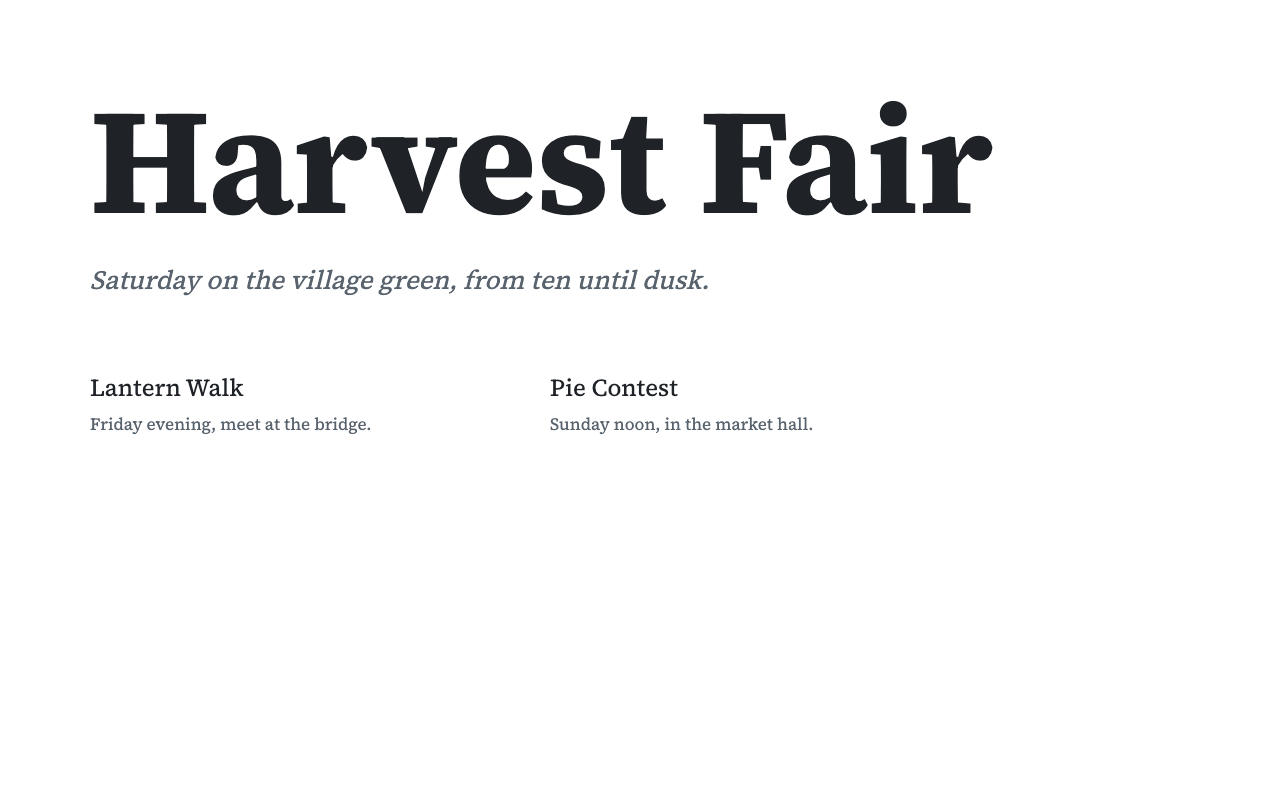 Harvest Fair
Saturday on the village green, from ten until dusk.
Lantern Walk
Friday evening, meet at the bridge.
Pie Contest
Sunday noon, in the market hall.